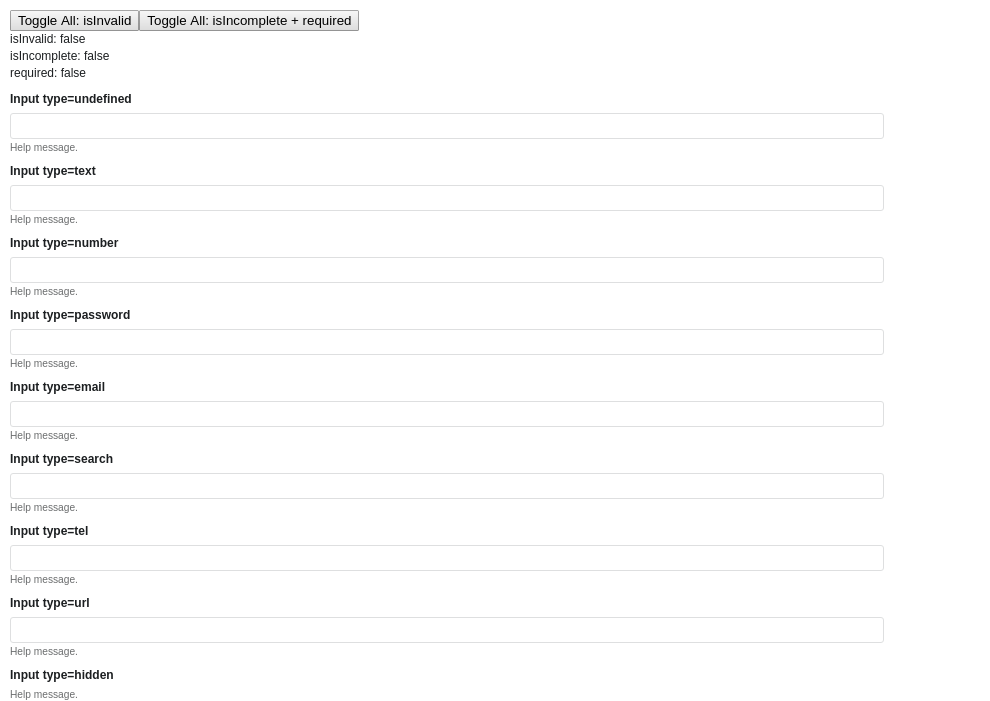 Toggle All: isInvalid Toggle All: isIncomplete + required
isInvalid: false
isIncomplete: false
required: false
Input type=undefined
Help message.
Input type=text
Help message.
Input type=number
Help message.
Input type=password
Help message.
Input type=email
Help message.
Input type=search
Help message.
Input type=tel
Help message.
Input type=url
Help message.
Input type=hidden
Help message.